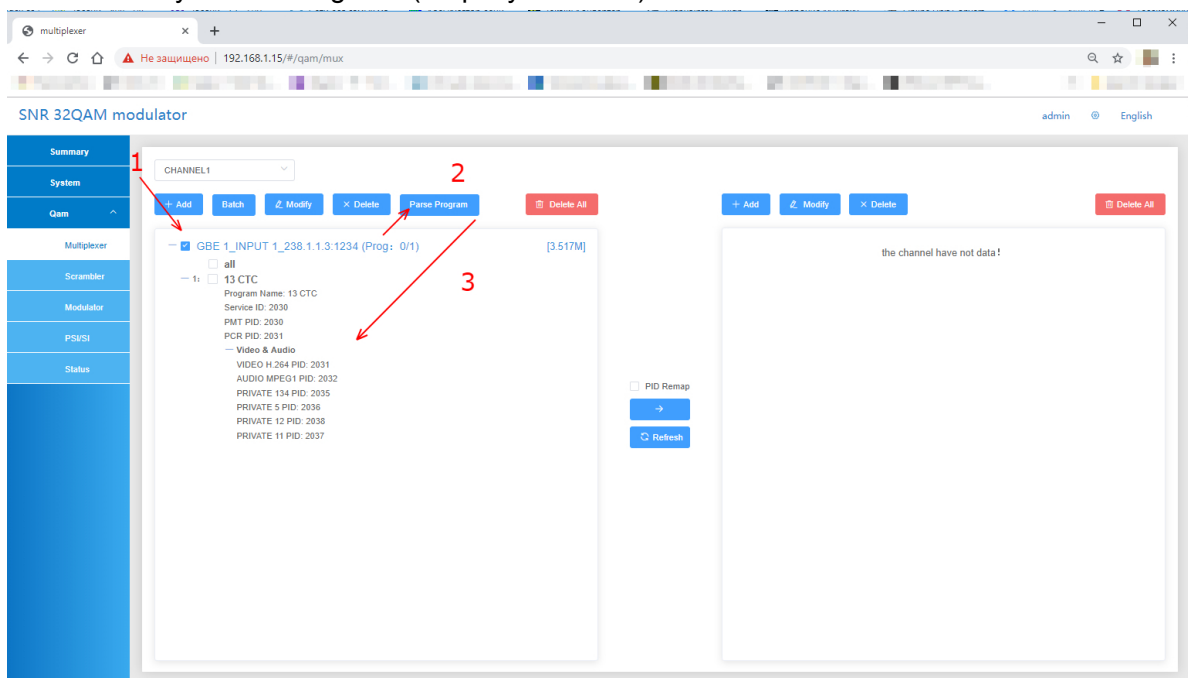 multiplexer
Не защищено | 192.168.1.15/#/qam/mux
SNR 32QAM modulator
admin English
Summary
System
Qam
Multiplexer
Scrambler
Modulator
PSI/SI
Status
1
2
3
CHANNEL1
+ Add Batch Modify × Delete Parse Program Delete All
GBE 1_INPUT 1_238.1.1.3:1234 (Prog: 0/1) [3.517M]
all
1: 13 CTC
Program Name: 13 CTC
Service ID: 2030
PMT PID: 2030
PCR PID: 2031
Video & Audio
VIDEO H.264 PID: 2031
AUDIO MPEG1 PID: 2032
PRIVATE 134 PID: 2035
PRIVATE 5 PID: 2036
PRIVATE 12 PID: 2038
PRIVATE 11 PID: 2037
PID Remap
→
Refresh
+ Add Modify × Delete Delete All
the channel have not data!